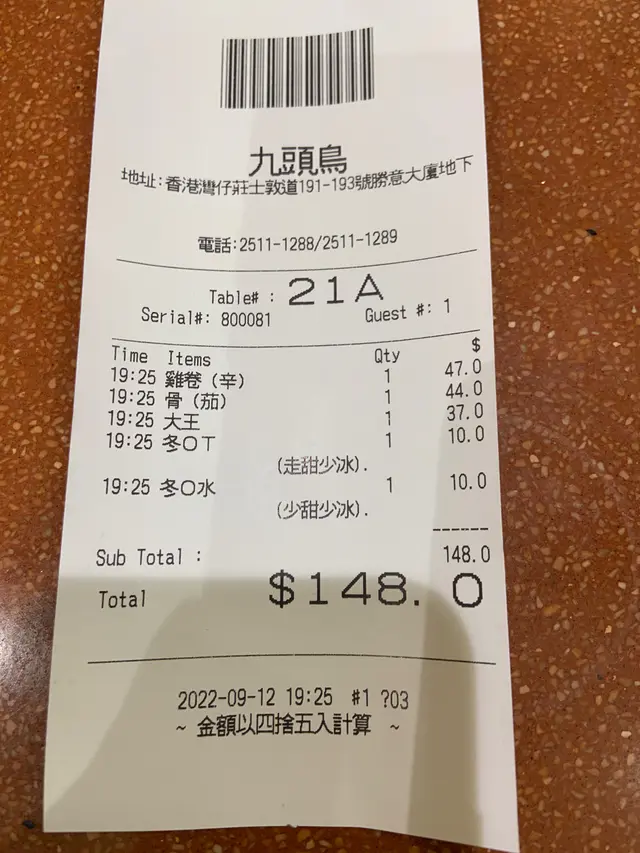 九頭鳥
地址:香港灣仔莊士敦道191-193號勝意大廈地下
電話:2511-1288/2511-1289
Table# : 21A
Serial#: 800081 Guest #: 1
Time Items Qty $
19:25 雞卷（辛） 1 47.0
19:25 骨（茄） 1 44.0
19:25 大王 1 37.0
19:25 冬OT 1 10.0
(走甜少冰).
19:25 冬O水 1 10.0
(少甜少冰).
------
Sub Total : 148.0
Total $148.0
2022-09-12 19:25 #1 ?03
~ 金額以四捨五入計算 ~